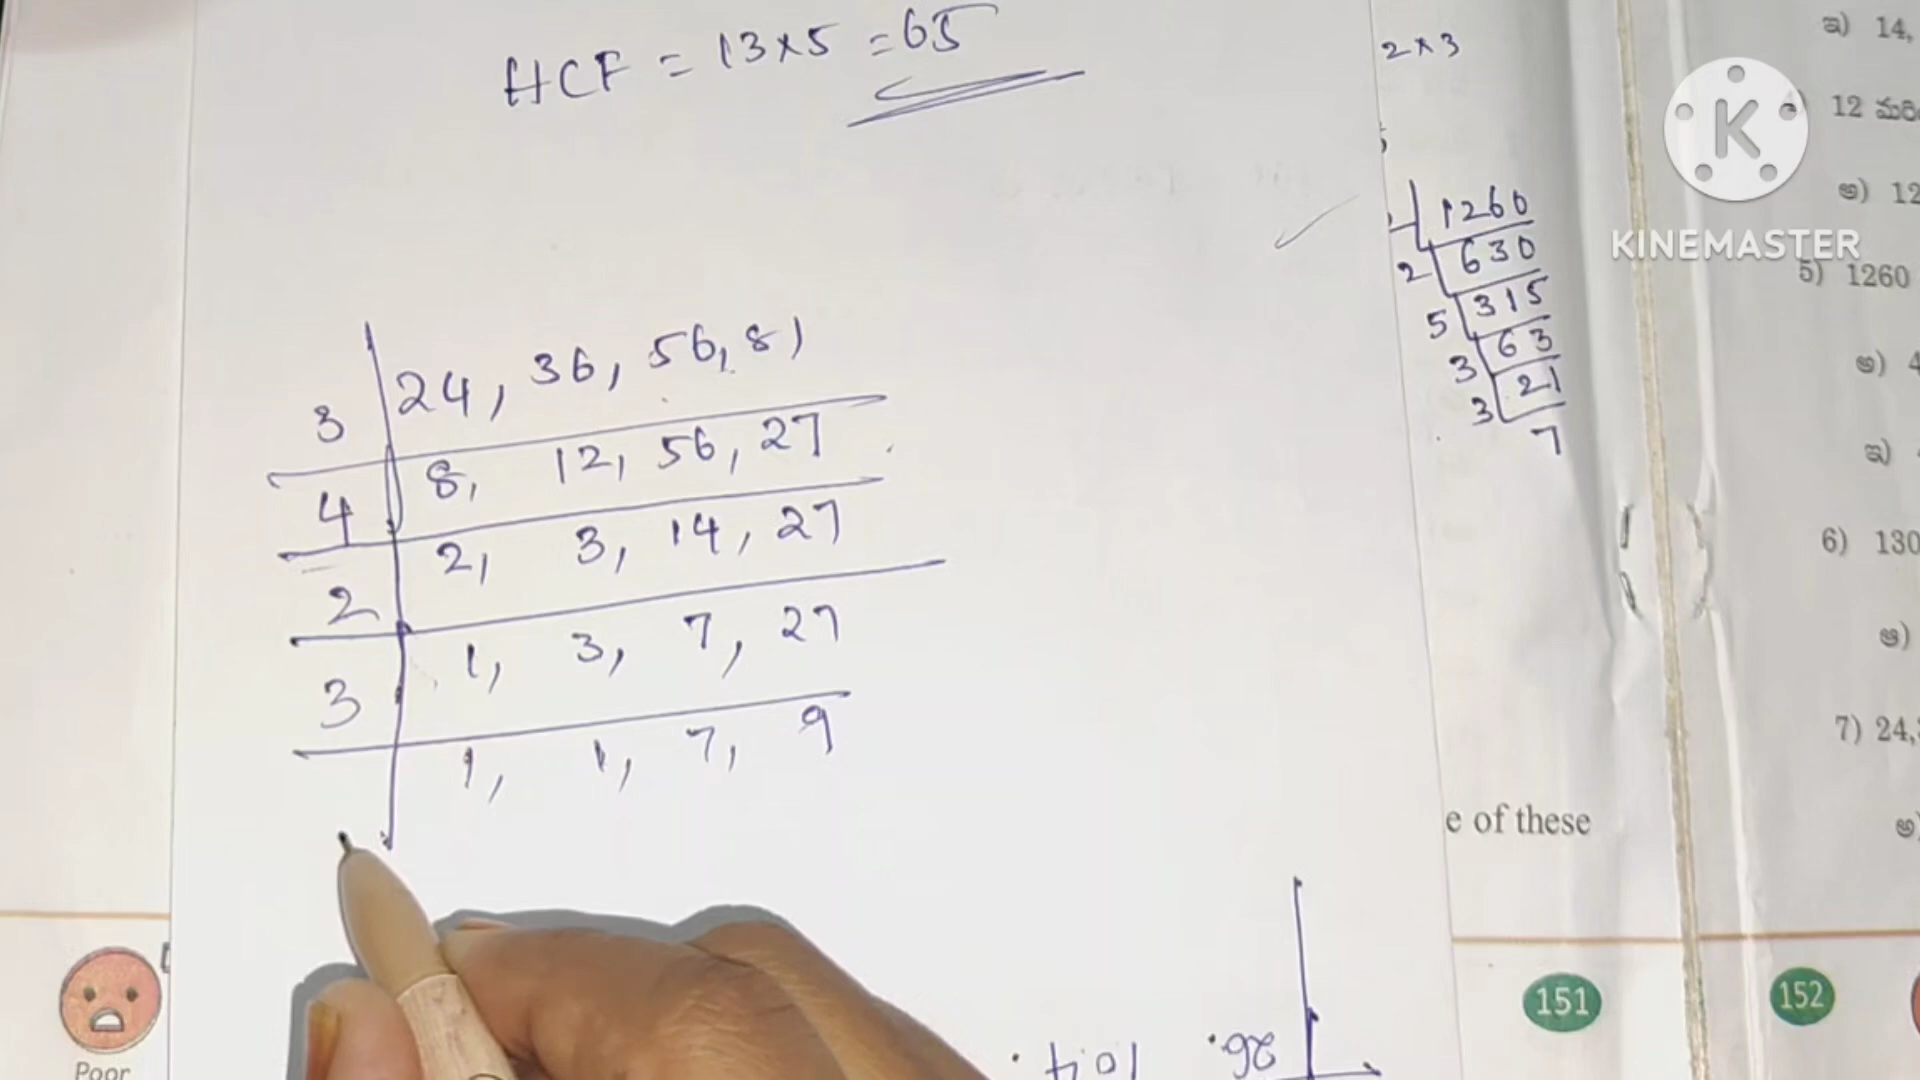 HCF = 13×5 = 65
24, 36, 56, 81
3
8, 12, 56, 27
4
2, 3, 14, 27
2
1, 3, 7, 27
3
1, 1, 7, 9
2×3
1260
2 630
5 315
3 63
3 21
7
e of these
151
Poor
104
26
KINEMASTER
14,
12
12
5) 1260
6) 130
7) 24,
152